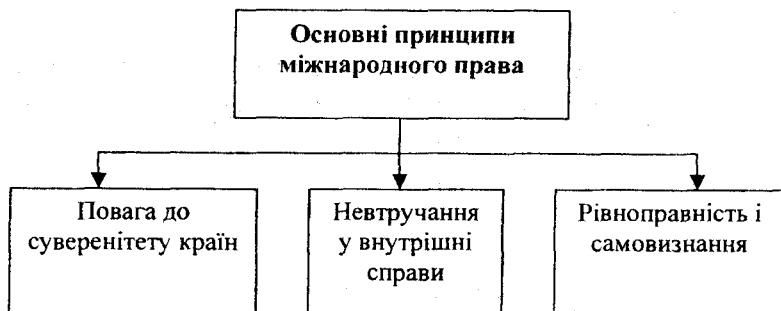 Основні принципи
міжнародного права
Повага до
суверенітету країн
Невтручання
у внутрішні
справи
Рівноправність і
самовизнання